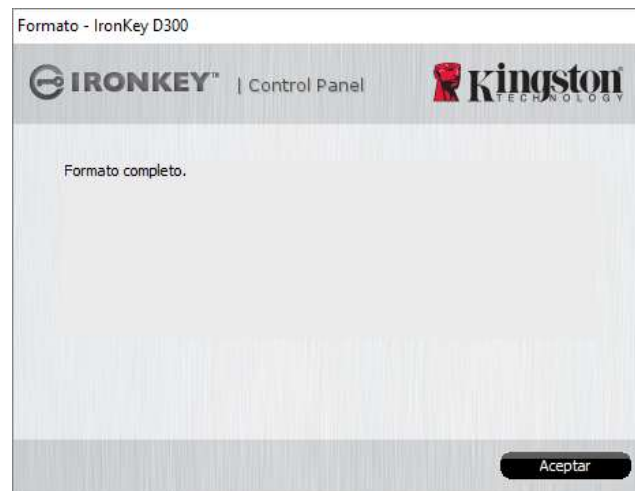 Formato - IronKey D300
IRONKEY™ | Control Panel
Kingston
TECHNOLOGY
Formato completo.
Aceptar